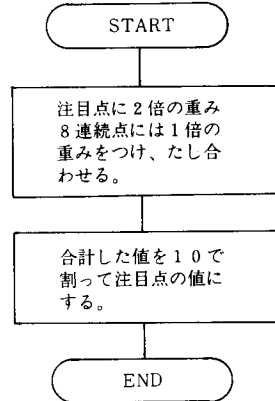 START
注目点に２倍の重み
８連続点には１倍の
重みをつけ、たし合
わせる。
合計した値を１０で
割って注目点の値に
する。
END